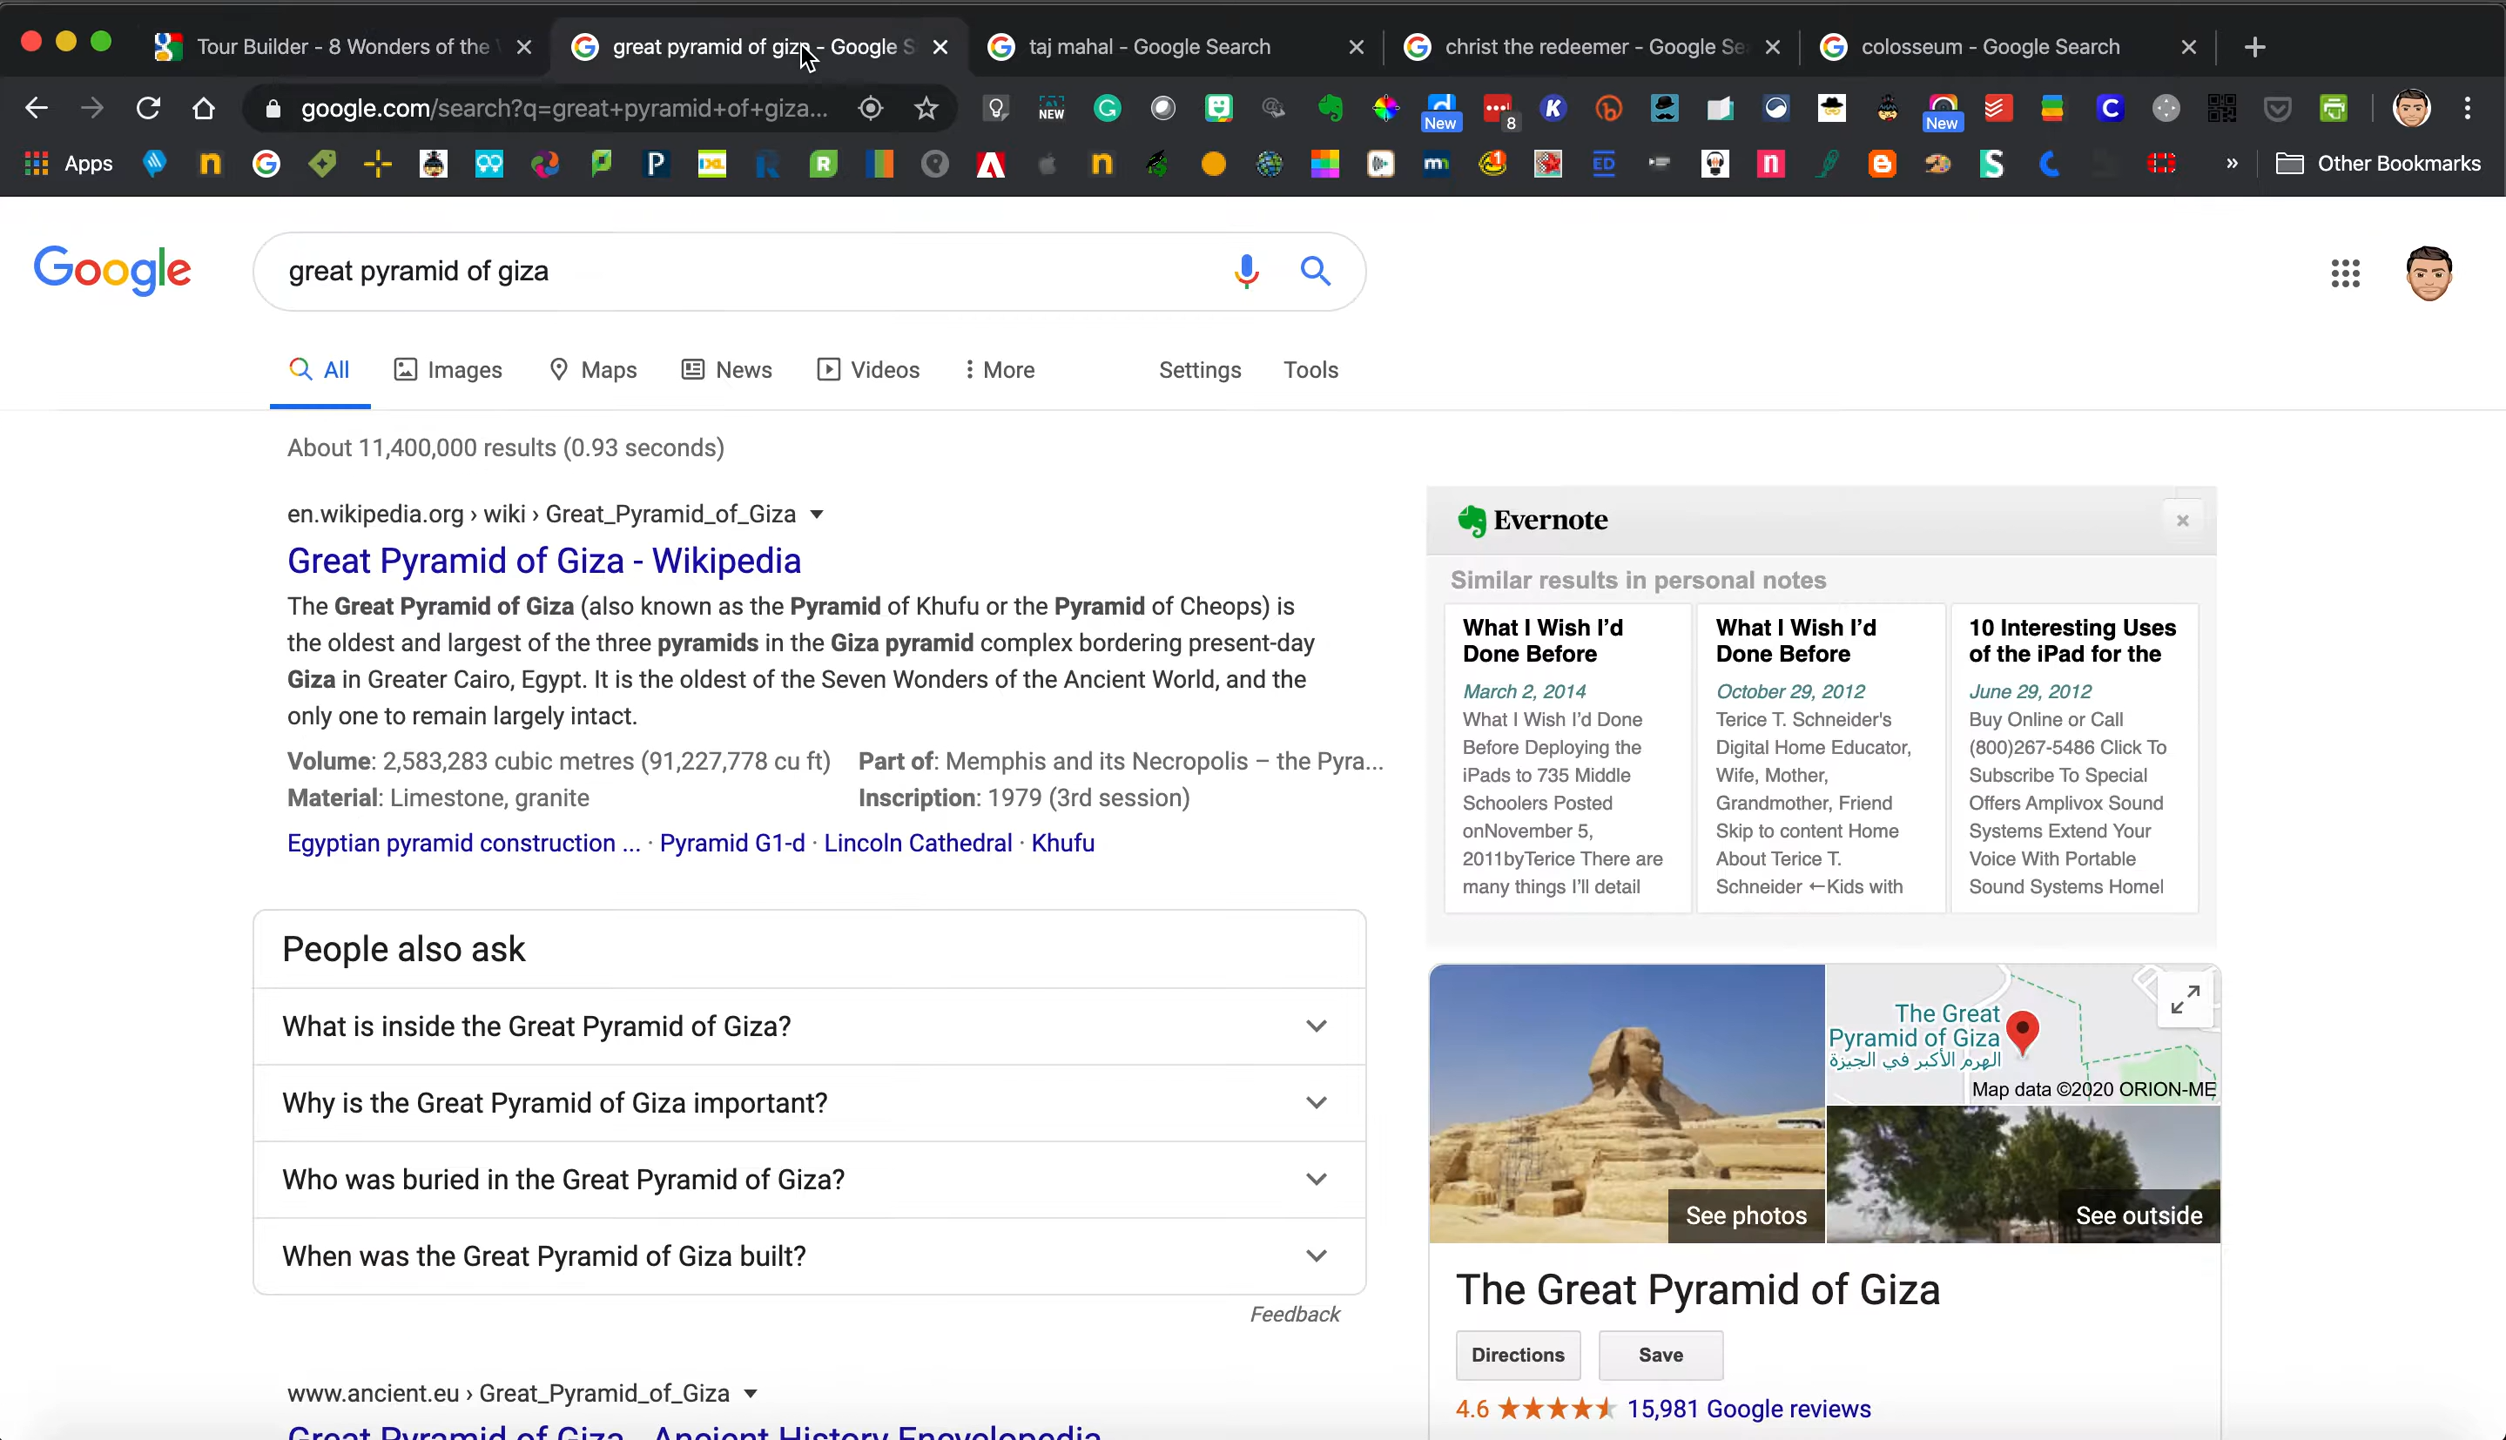 Tour Builder - 8 Wonders of the
great pyramid of giza - Google S
taj mahal - Google Search
christ the redeemer - Google Se
colosseum - Google Search
google.com/search?q=great+pyramid+of+giza...
NEW
New
8
New
Apps
Other Bookmarks
Google
great pyramid of giza
All
Images
Maps
News
Videos
More
Settings
Tools
About 11,400,000 results (0.93 seconds)
en.wikipedia.org › wiki › Great_Pyramid_of_Giza
Great Pyramid of Giza - Wikipedia
The Great Pyramid of Giza (also known as the Pyramid of Khufu or the Pyramid of Cheops) is
the oldest and largest of the three pyramids in the Giza pyramid complex bordering present-day
Giza in Greater Cairo, Egypt. It is the oldest of the Seven Wonders of the Ancient World, and the
only one to remain largely intact.
Volume: 2,583,283 cubic metres (91,227,778 cu ft) Part of: Memphis and its Necropolis – the Pyra...
Material: Limestone, granite Inscription: 1979 (3rd session)
Egyptian pyramid construction ... · Pyramid G1-d · Lincoln Cathedral · Khufu
People also ask
What is inside the Great Pyramid of Giza?
Why is the Great Pyramid of Giza important?
Who was buried in the Great Pyramid of Giza?
When was the Great Pyramid of Giza built?
Feedback
www.ancient.eu › Great_Pyramid_of_Giza
Great Pyramid of Giza - Ancient History Encyclopedia
Evernote
Similar results in personal notes
What I Wish I'd
Done Before
March 2, 2014
What I Wish I'd Done
Before Deploying the
iPads to 735 Middle
Schoolers Posted
onNovember 5,
2011byTerice There are
many things I'll detail
What I Wish I'd
Done Before
October 29, 2012
Terice T. Schneider's
Digital Home Educator,
Wife, Mother,
Grandmother, Friend
Skip to content Home
About Terice T.
Schneider ←Kids with
10 Interesting Uses
of the iPad for the
June 29, 2012
Buy Online or Call
(800)267-5486 Click To
Subscribe To Special
Offers Amplivox Sound
Systems Extend Your
Voice With Portable
Sound Systems Homel
The Great
Pyramid of Giza
الهرم الأكبر في الجيزة
Map data ©2020 ORION-ME
See photos
See outside
The Great Pyramid of Giza
Directions
Save
4.6 15,981 Google reviews